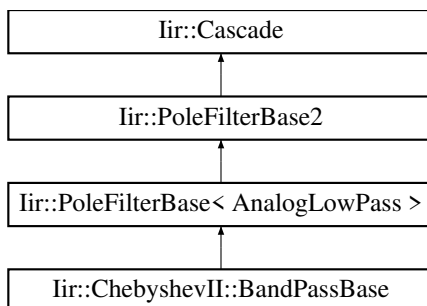 Iir::Cascade
Iir::PoleFilterBase2
Iir::PoleFilterBase< AnalogLowPass >
Iir::ChebyshevII::BandPassBase